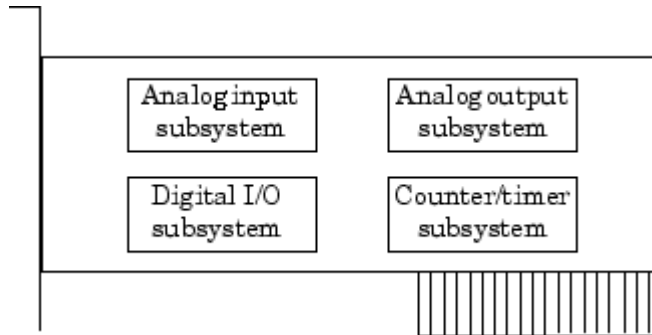 Analog input
subsystem
Analog output
subsystem
Digital I/O
subsystem
Counter/timer
subsystem